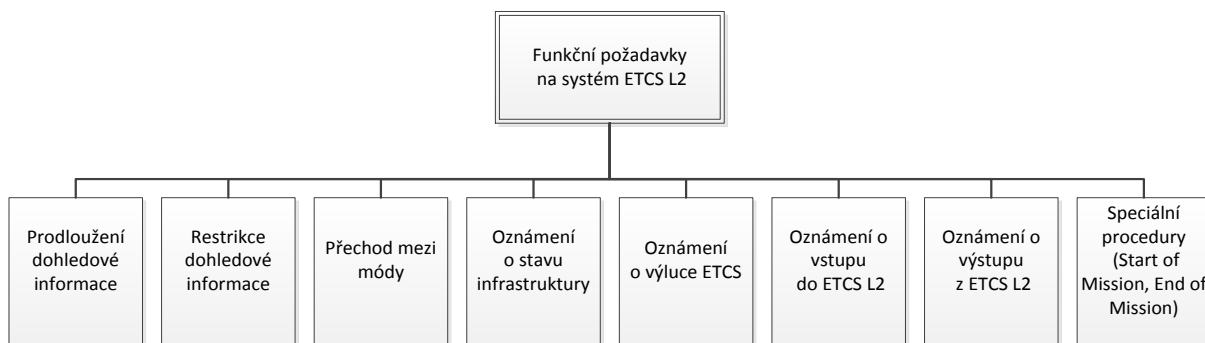 Funkční požadavky
na systém ETCS L2
Prodloužení
dohledové
informace
Restrikce
dohledové
informace
Přechod mezi
módy
Oznámení
o stavu
infrastruktury
Oznámení
o výluce ETCS
Oznámení o
vstupu
do ETCS L2
Oznámení o
výstupu
z ETCS L2
Speciální
procedury
(Start of
Mission, End of
Mission)